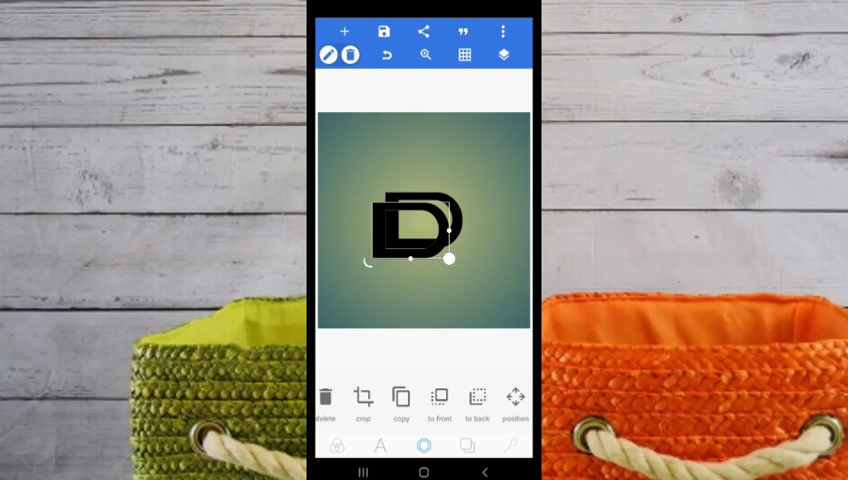 D
D
delete
crop
copy
to front
to back
position
A